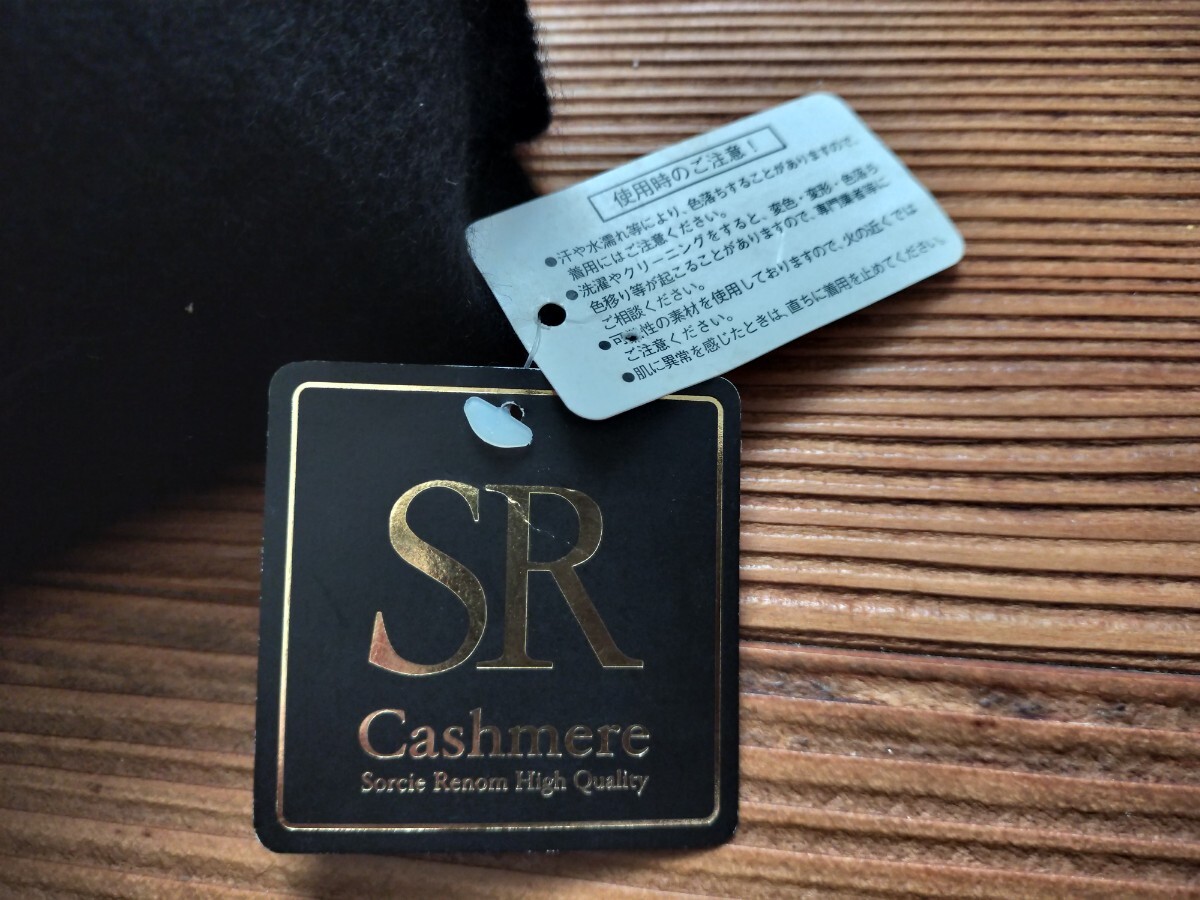 使用時のご注意！
●汗や水濡れ等により、色落ちすることがありますので、
着用にはご注意ください。
●洗濯やクリーニングをすると、変色・変形・色落ち
色移り等が起こることがありますので、専門業者等に
ご相談ください。
●可 性の素材を使用しておりますので、火の近くでは
ご注意ください。
●肌に異常を感じたときは、直ちに着用を止めてください。
SR
Cashmere
Sorcie Renom High Quality